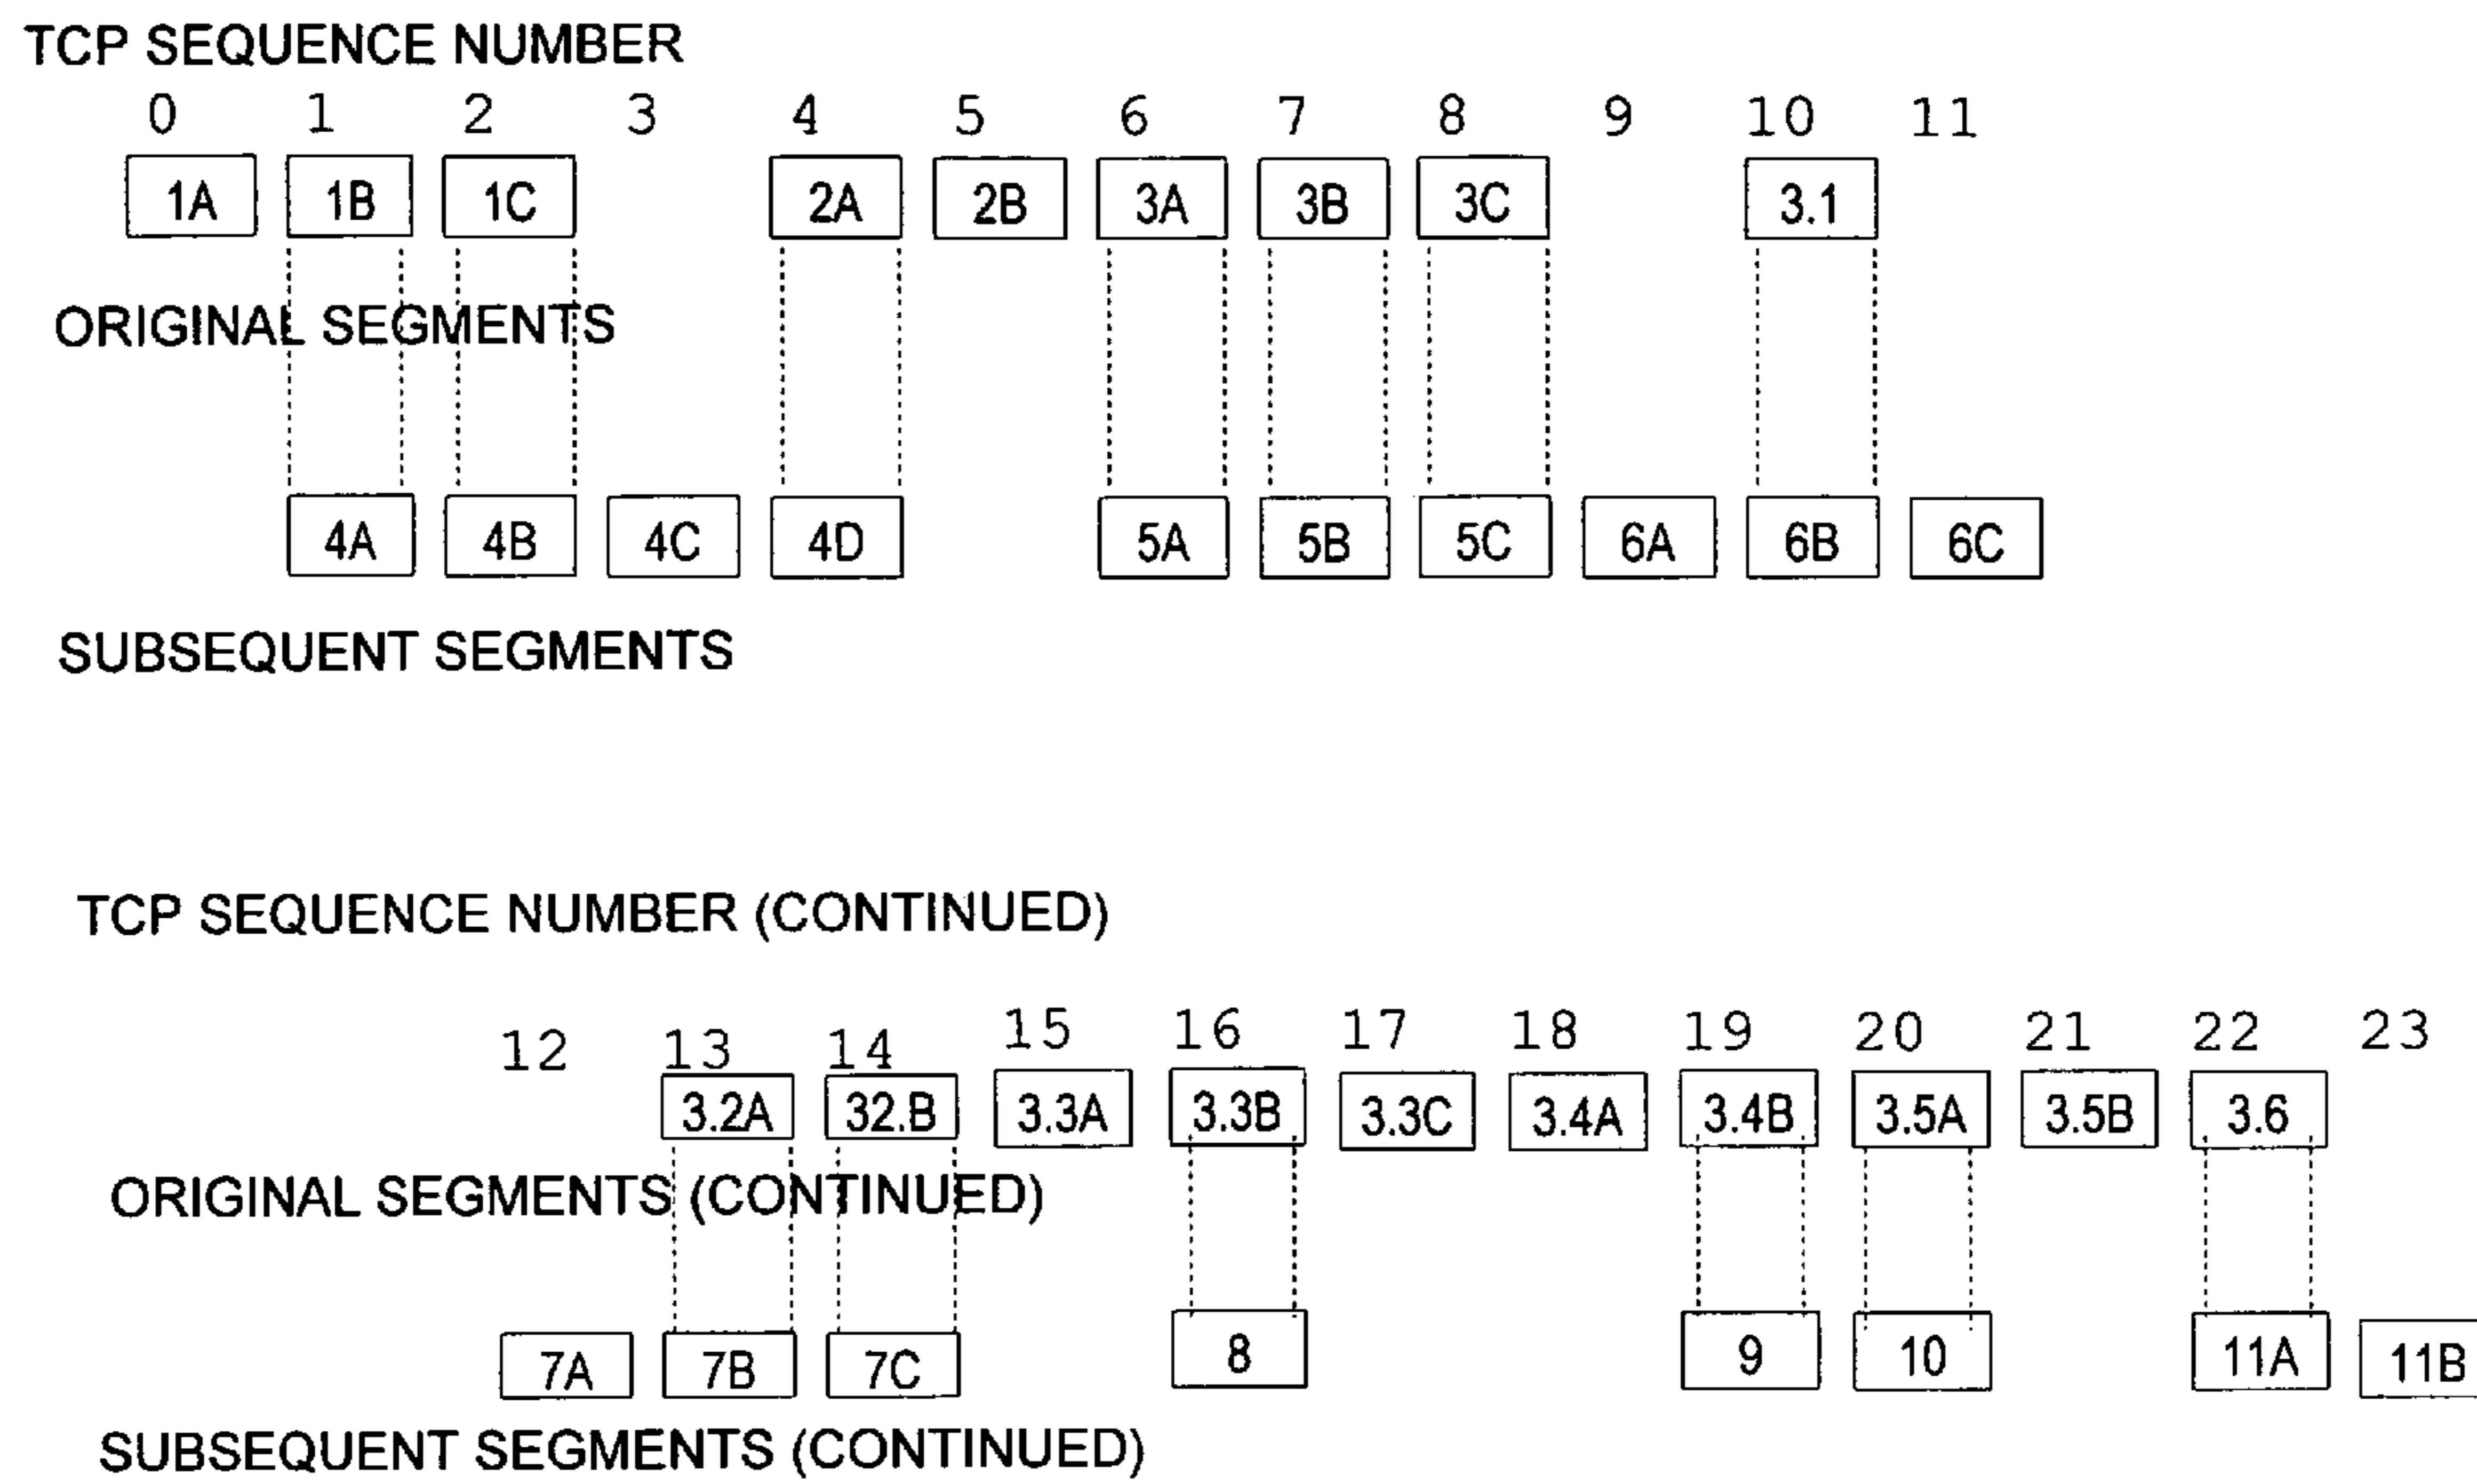 TCP SEQUENCE NUMBER
0 1 2 3 4 5 6 7 8 9 10 11
1A 1B 1C 2A 2B 3A 3B 3C 3.1
ORIGINAL SEGMENTS
4A 4B 4C 4D 5A 5B 5C 6A 6B 6C
SUBSEQUENT SEGMENTS
TCP SEQUENCE NUMBER (CONTINUED)
12 13 14 15 16 17 18 19 20 21 22 23
3.2A 32.B 3.3A 3.3B 3.3C 3.4A 3.4B 3.5A 3.5B 3.6
ORIGINAL SEGMENTS (CONTINUED)
7A 7B 7C 8 9 10 11A 11B
SUBSEQUENT SEGMENTS (CONTINUED)